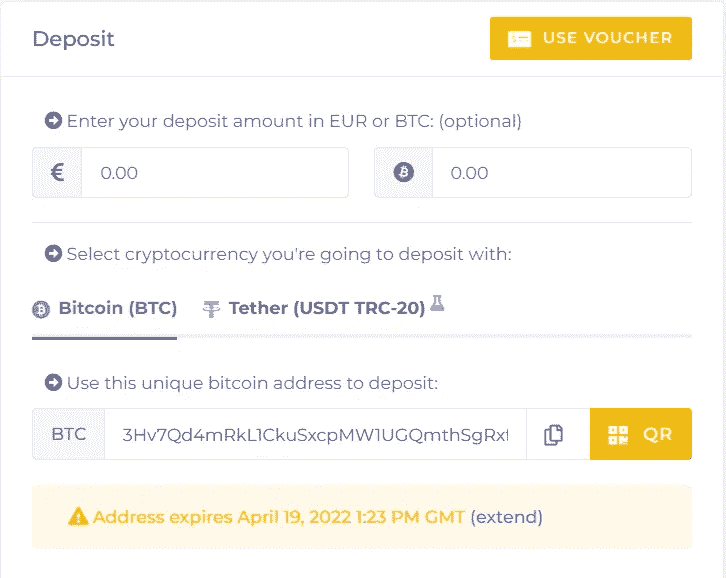 Deposit
USE VOUCHER
Enter your deposit amount in EUR or BTC: (optional)
€ 0.00
0.00
Select cryptocurrency you're going to deposit with:
Bitcoin (BTC) Tether (USDT TRC-20)
Use this unique bitcoin address to deposit:
BTC 3Hv7Qd4mRkL1CkuSxcpMW1UGQmthSgRx QR
Address expires April 19, 2022 1:23 PM GMT (extend)